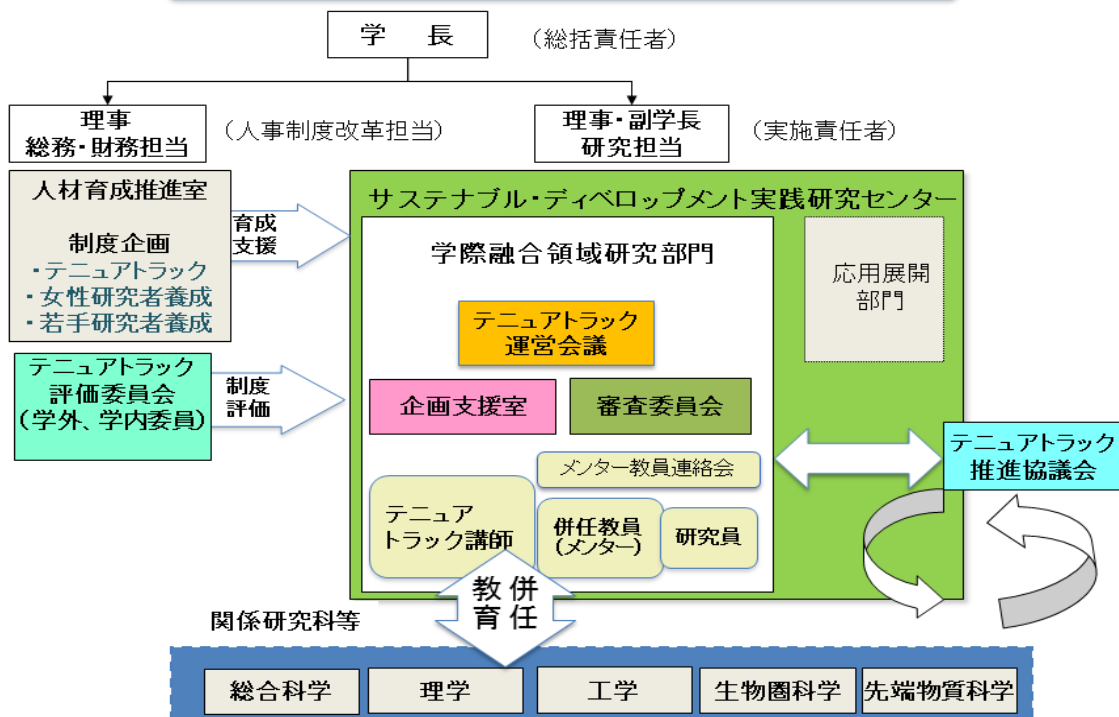 学 長
(総括責任者)
理事
総務・財務担当
(人事制度改革担当)
理事・副学長
研究担当
(実施責任者)
人材育成推進室
制度企画
・テニュアトラック
・女性研究者養成
・若手研究者養成
育成
支援
サステナブル・ディベロップメント実践研究センター
学際融合領域研究部門
応用展開
部門
テニュアトラック
運営会議
テニュアトラック
評価委員会
(学外、学内委員)
制度
評価
企画支援室
審査委員会
テニュアトラック
推進協議会
メンター教員連絡会
テニュア
トラック講師
併任教員
(メンター)
研究員
教育
併任
関係研究科等
総合科学
理学
工学
生物圏科学
先端物質科学